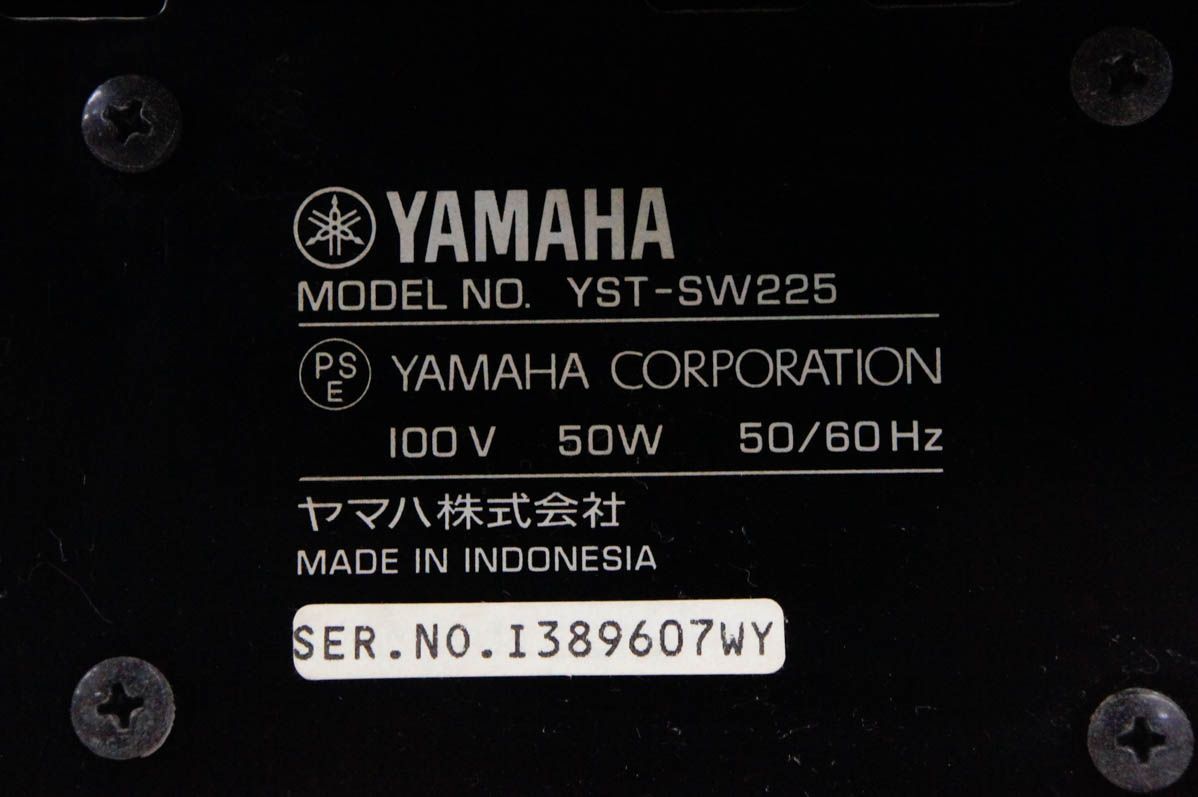 YAMAHA
MODEL NO. YST-SW225
PS
E YAMAHA CORPORATION
100V 50W 50/60Hz
ヤマハ株式会社
MADE IN INDONESIA
SER.NO.I389607WY